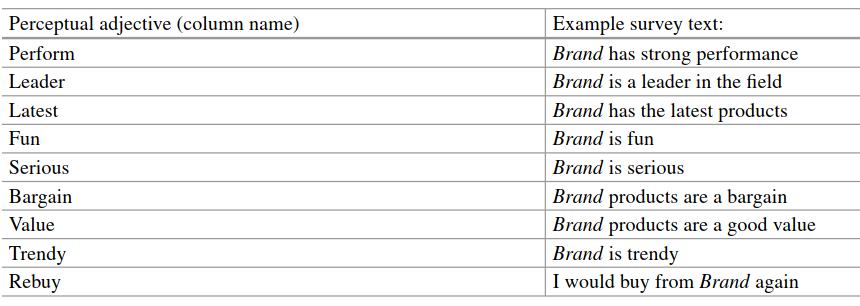 Perceptual adjective (column name) Example survey text:
Perform Brand has strong performance
Leader Brand is a leader in the field
Latest Brand has the latest products
Fun Brand is fun
Serious Brand is serious
Bargain Brand products are a bargain
Value Brand products are a good value
Trendy Brand is trendy
Rebuy I would buy from Brand again